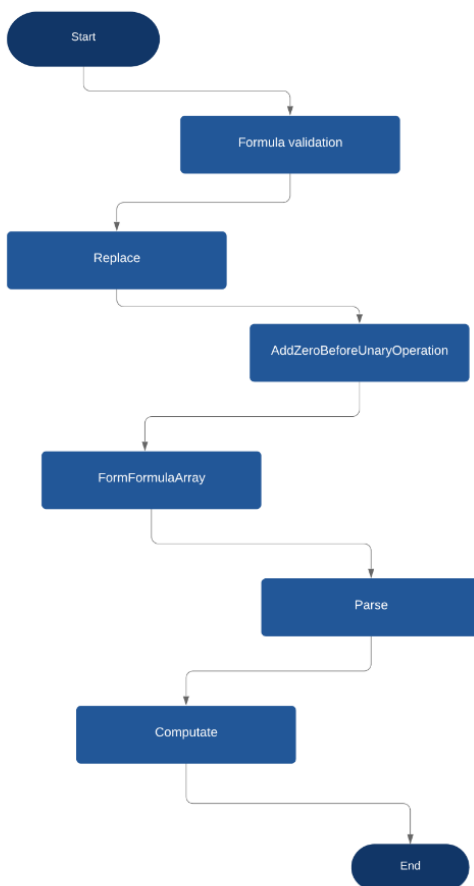 Start
Formula validation
Replace
AddZeroBeforeUnaryOperation
FormFormulaArray
Parse
Computate
End